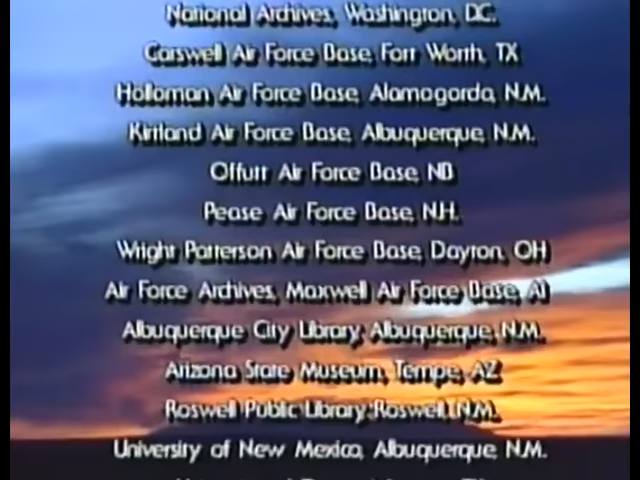 National Archives, Washington, D.C.
Carswell Air Force Base, Fort Worth, TX
Holloman Air Force Base, Alamogordo, N.M.
Kirtland Air Force Base, Albuquerque, N.M.
Offutt Air Force Base, NB
Pease Air Force Base, N.H.
Wright Patterson Air Force Base, Dayton, OH
Air Force Archives, Maxwell Air Force Base, Al
Albuquerque City Library, Albuquerque, N.M.
Arizona State Museum, Tempe, AZ
Roswell Public Library, Roswell, N.M.
University of New Mexico, Albuquerque, N.M.